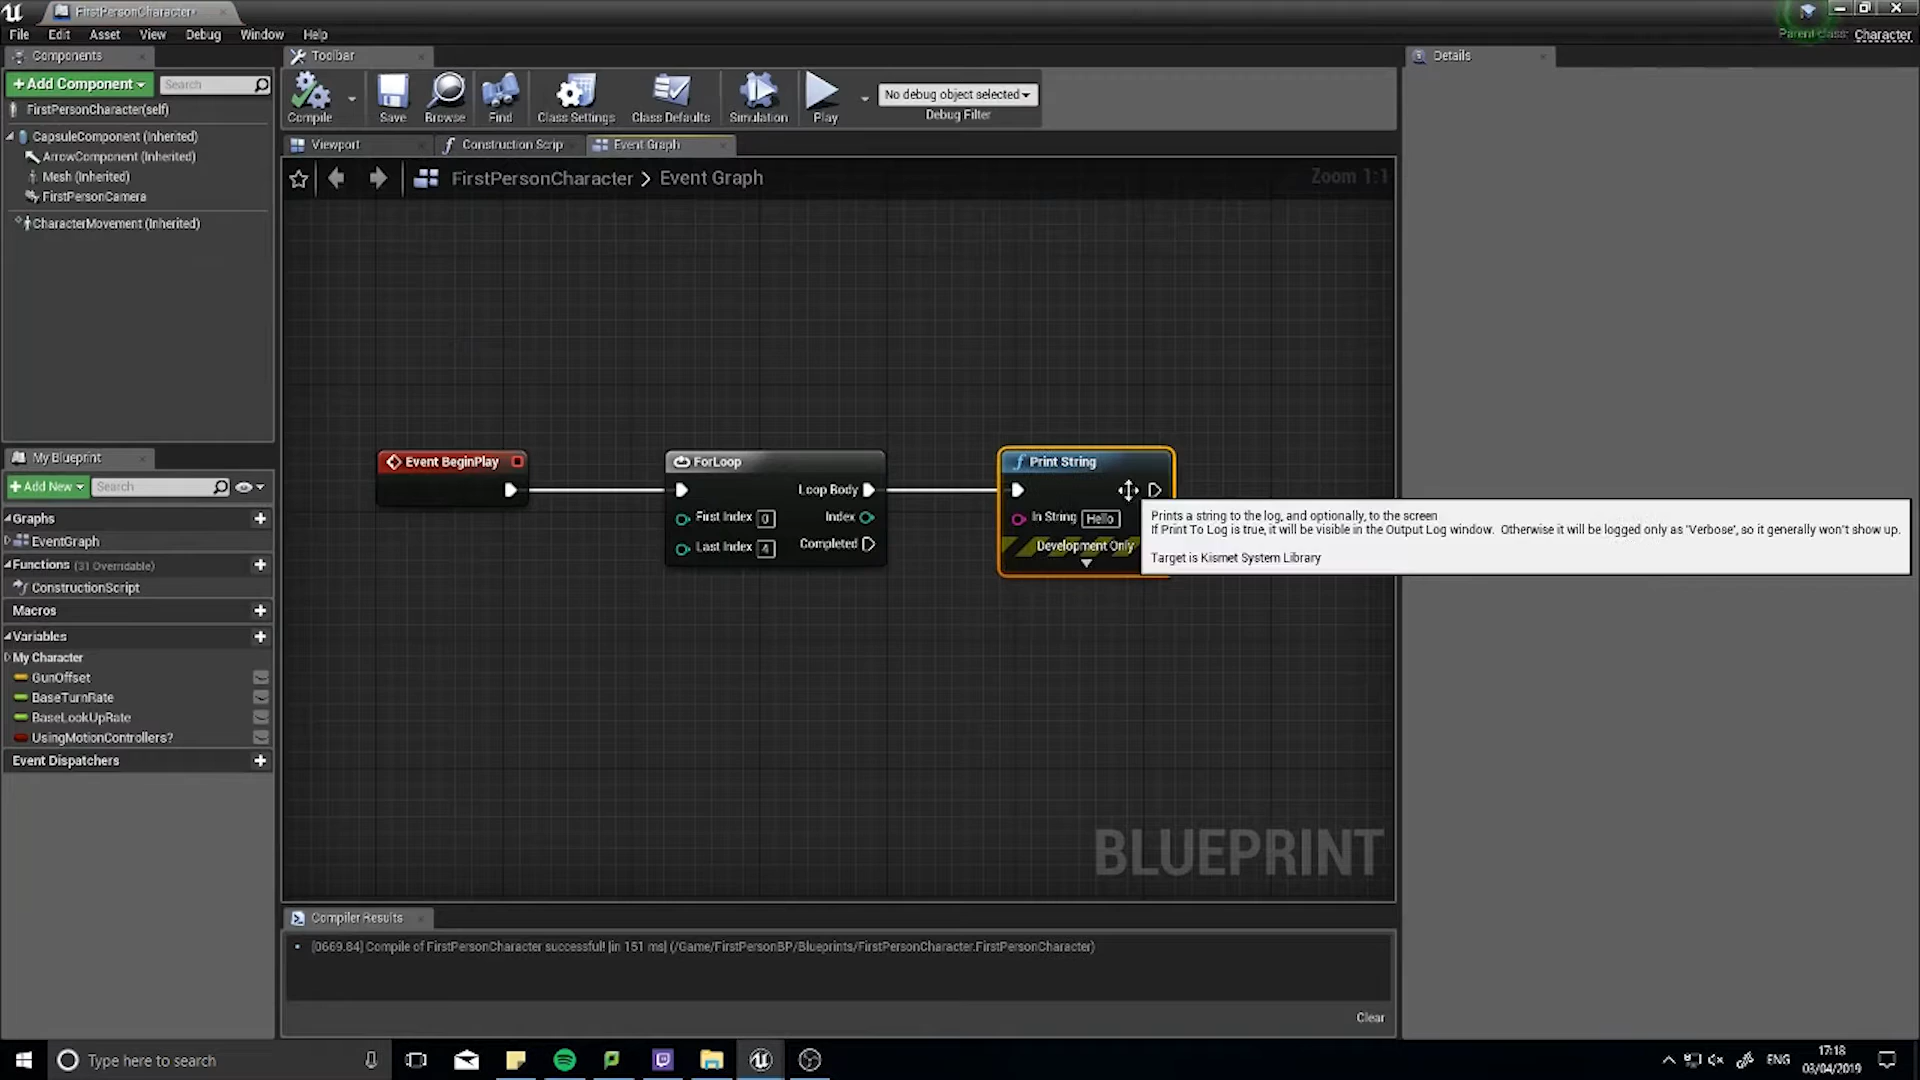 FirstPersonCharacter*
File Edit Asset View Debug Window Help
Parent class: Character
Components
Toolbar
Details
+Add Component
Search
FirstPersonCharacter(self)
CapsuleComponent (Inherited)
ArrowComponent (Inherited)
Mesh (Inherited)
FirstPersonCamera
CharacterMovement (Inherited)
Compile
Save
Browse
Find
Class Settings
Class Defaults
Simulation
Play
No debug object selected
Debug Filter
Viewport
Construction Scrip
Event Graph
FirstPersonCharacter > Event Graph
Zoom 1:1
Event BeginPlay
ForLoop
Loop Body
First Index 0
Index
Last Index 4
Completed
Print String
In String Hello
Development Only
Prints a string to the log, and optionally, to the screen
If Print To Log is true, it will be visible in the Output Log window. Otherwise it will be logged only as 'Verbose', so it generally won't show up.
Target is Kismet System Library
BLUEPRINT
My Blueprint
+Add New
Search
Graphs
EventGraph
Functions (31 Overridable)
ConstructionScript
Macros
Variables
My Character
GunOffset
BaseTurnRate
BaseLookUpRate
UsingMotionControllers?
Event Dispatchers
Compiler Results
[0669.84] Compile of FirstPersonCharacter successful! [in 151 ms] (/Game/FirstPersonBP/Blueprints/FirstPersonCharacter.FirstPersonCharacter)
Clear
Type here to search
ENG
17:18
03/04/2019